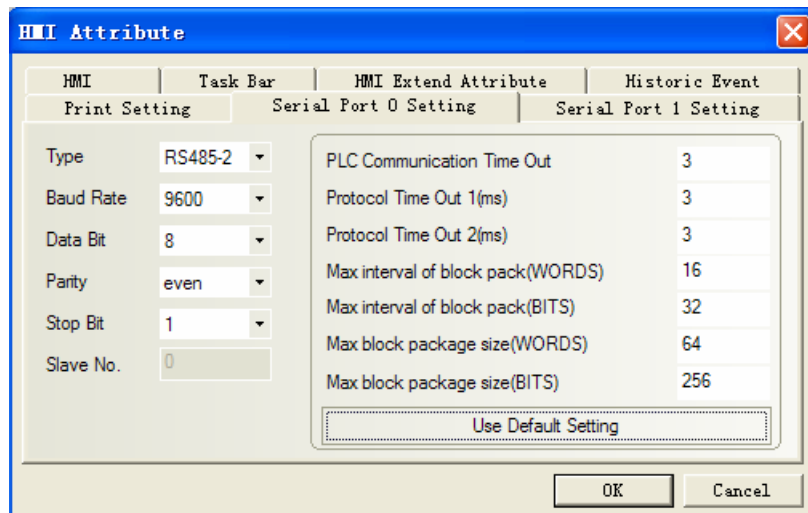 HMI Attribute
HMI Task Bar HMI Extend Attribute Historic Event
Print Setting Serial Port 0 Setting Serial Port 1 Setting
Type RS485-2
Baud Rate 9600
Data Bit 8
Parity even
Stop Bit 1
Slave No. 0
PLC Communication Time Out 3
Protocol Time Out 1(ms) 3
Protocol Time Out 2(ms) 3
Max interval of block pack(WORDS) 16
Max interval of block pack(BITS) 32
Max block package size(WORDS) 64
Max block package size(BITS) 256
Use Default Setting
OK Cancel